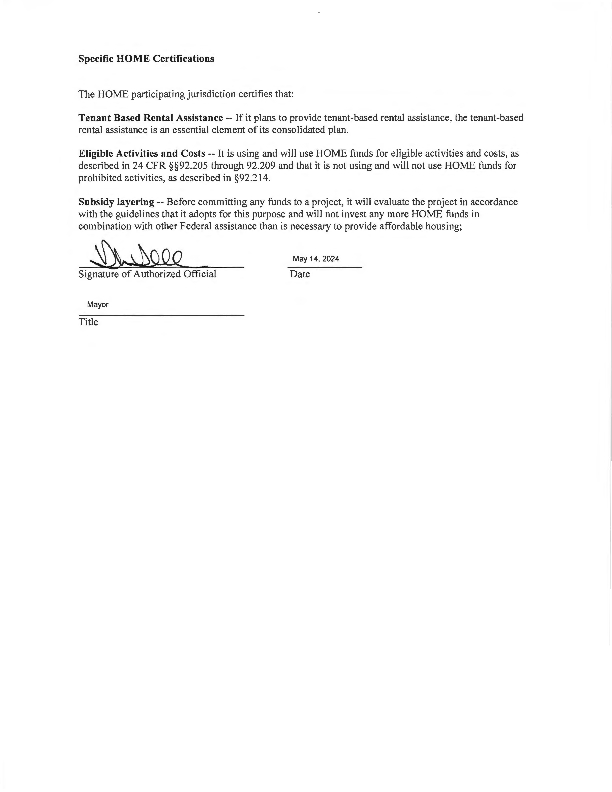 Specific HOME Certifications
The HOME participating jurisdiction certifies that:
Tenant Based Rental Assistance -- If it plans to provide tenant-based rental assistance, the tenant-based
rental assistance is an essential element of its consolidated plan.
Eligible Activities and Costs -- It is using and will use HOME funds for eligible activities and costs, as
described in 24 CFR §§92.205 through 92.209 and that it is not using and will not use HOME funds for
prohibited activities, as described in §92.214.
Subsidy layering -- Before committing any funds to a project, it will evaluate the project in accordance
with the guidelines that it adopts for this purpose and will not invest any more HOME funds in
combination with other Federal assistance than is necessary to provide affordable housing;
May 14, 2024
Signature of Authorized Official Date
Mayor
Title